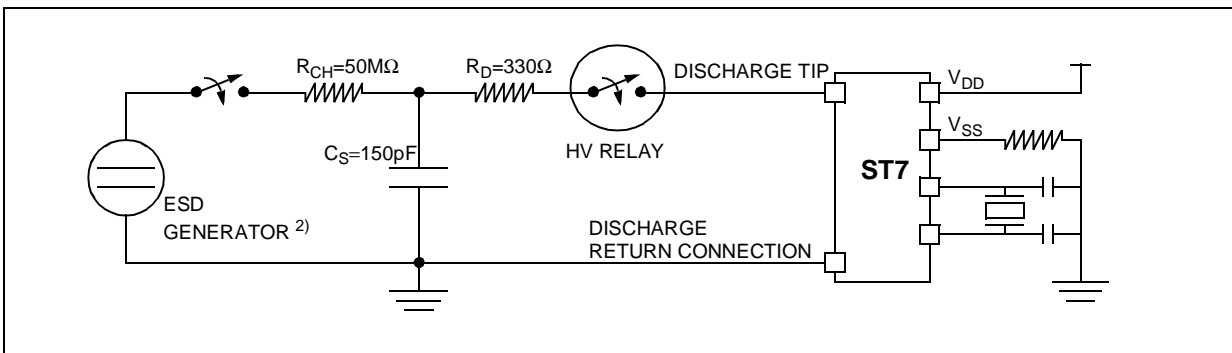 R_CH=50MΩ
R_D=330Ω
DISCHARGE TIP
V_DD
V_SS
HV RELAY
C_S=150pF
ST7
ESD
GENERATOR 2)
DISCHARGE
RETURN CONNECTION